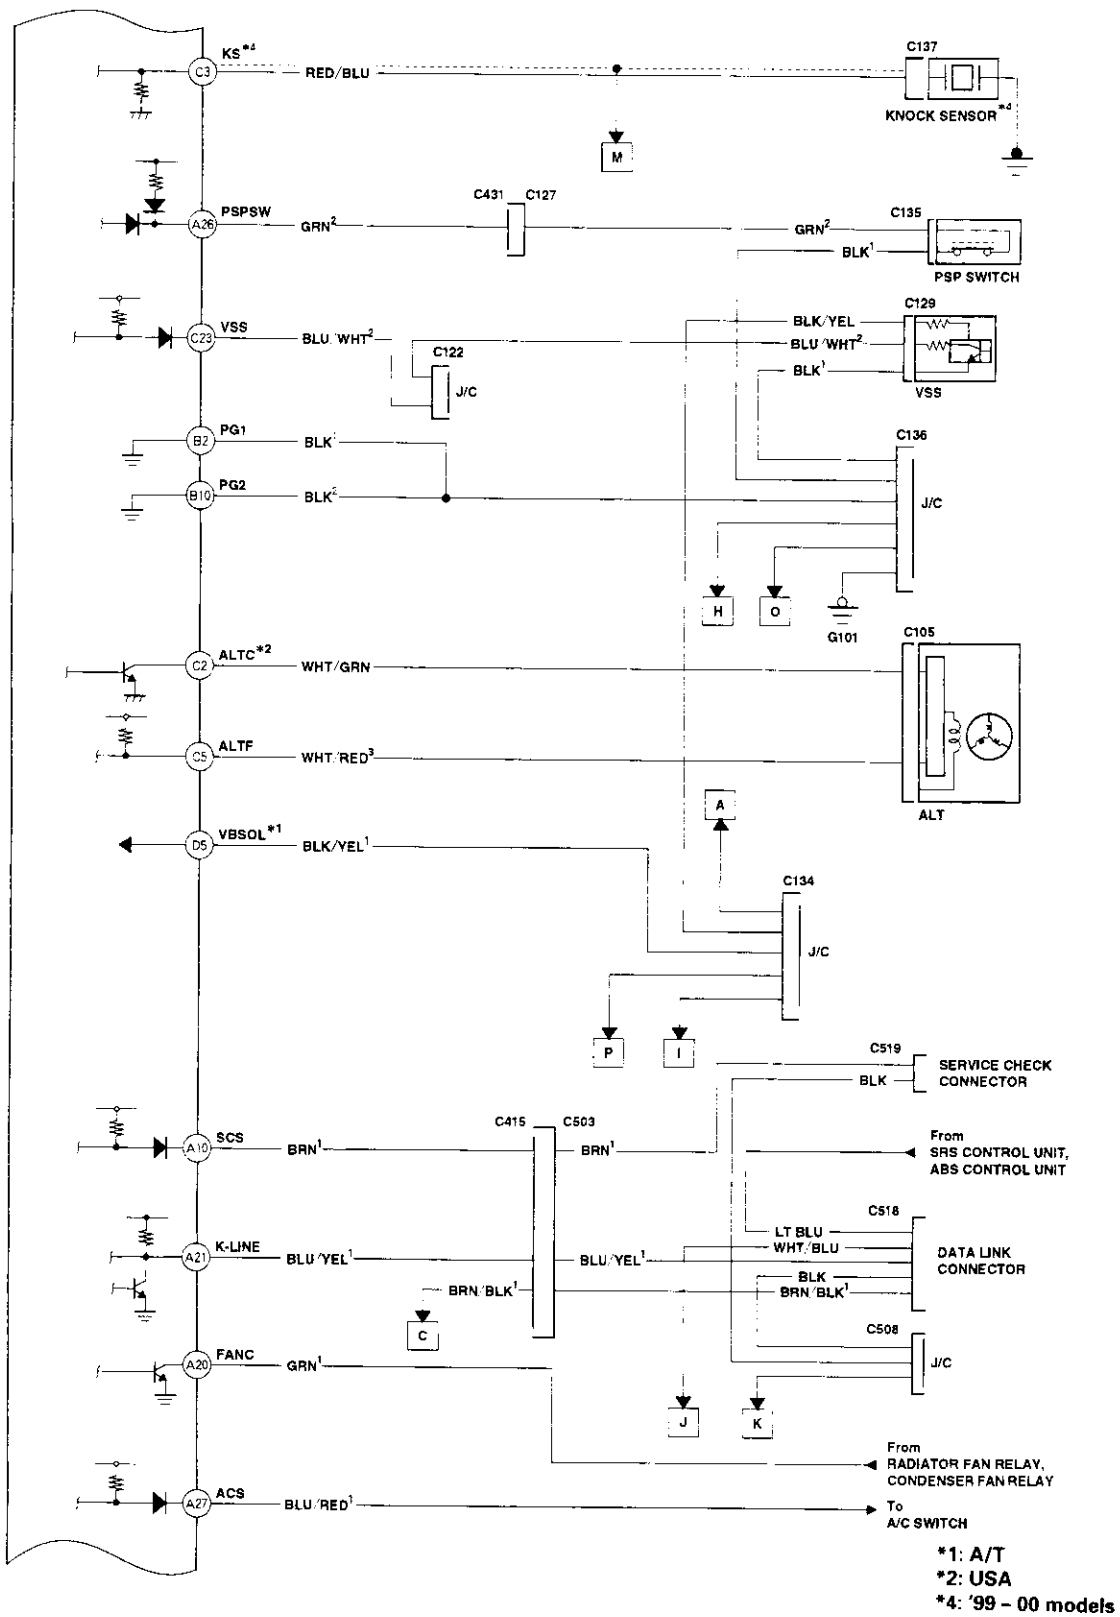 KS*4
C3
RED/BLU
C137
KNOCK SENSOR*4
M
PSPSW
A26
GRN²
C431
C127
GRN²
C135
BLK¹
PSP SWITCH
VSS
C23
BLU/WHT²
C122
J/C
BLK/YEL
BLU/WHT²
BLK¹
C129
VSS
PG1
B2
BLK¹
PG2
B10
BLK²
C136
J/C
H
O
G101
ALTC*2
C2
WHT/GRN
C105
ALTF
C5
WHT/RED³
ALT
A
VBSOL*1
D5
BLK/YEL¹
C134
J/C
P
I
C519
BLK
SERVICE CHECK
CONNECTOR
SCS
A10
BRN¹
C415
C503
BRN¹
From
SRS CONTROL UNIT,
ABS CONTROL UNIT
K-LINE
A21
BLU/YEL¹
BLU/YEL¹
C518
LT BLU
WHT/BLU
BLK
BRN/BLK¹
DATA LINK
CONNECTOR
BRN/BLK¹
C
FANC
A20
GRN¹
C508
J/C
J
K
From
RADIATOR FAN RELAY,
CONDENSER FAN RELAY
ACS
A27
BLU/RED¹
To
A/C SWITCH
*1: A/T
*2: USA
*4: '99 – 00 models